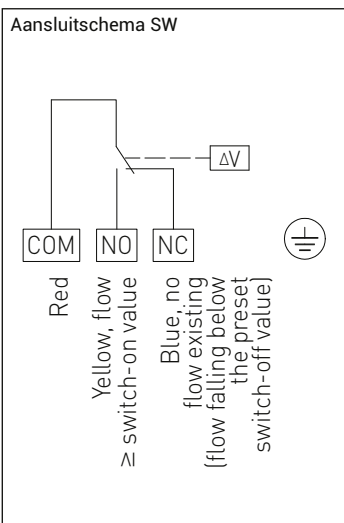 Aansluitschema SW
ΔV
COM
NO
NC
Red
Yellow, flow
≥ switch-on value
Blue, no
flow existing
(flow falling below
the preset
switch-off value)